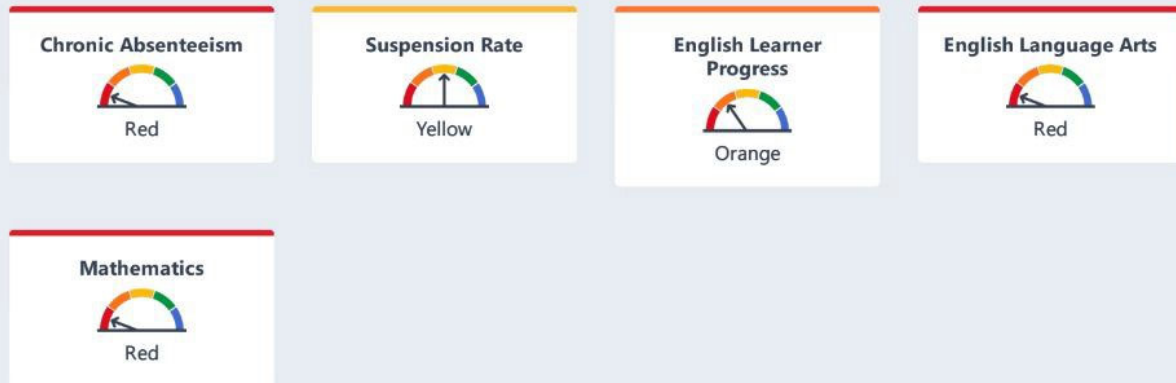 Chronic Absenteeism
Red
Suspension Rate
Yellow
English Learner
Progress
Orange
English Language Arts
Red
Mathematics
Red